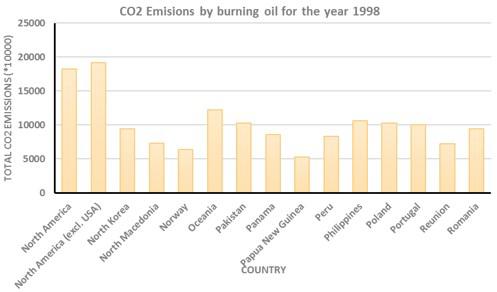 CO2 Emisions by burning oil for the year 1998
TOTAL CO2 EMISSIONS (*10000)
25000
20000
15000
10000
5000
0
North America
North America (excl. USA)
North Korea
North Macedonia
Norway
Oceania
Pakistan
Panama
Papua New Guinea
Peru
Philippines
Poland
Portugal
Reunion
Romania
COUNTRY